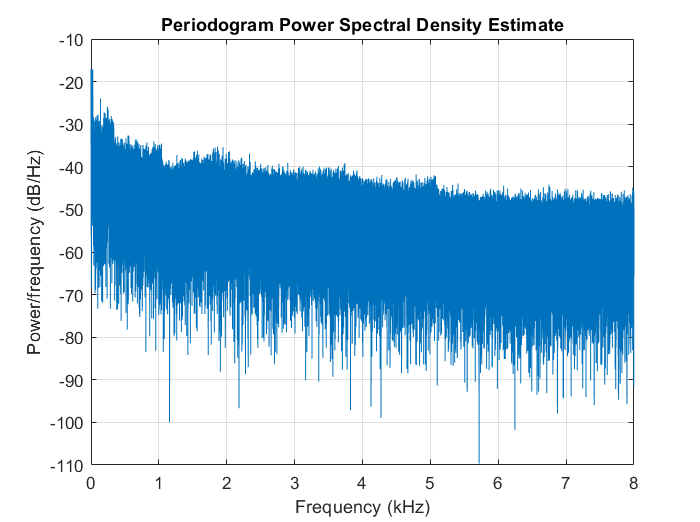 Periodogram Power Spectral Density Estimate
Power/frequency (dB/Hz)
-10
-20
-30
-40
-50
-60
-70
-80
-90
-100
-110
0 1 2 3 4 5 6 7 8
Frequency (kHz)